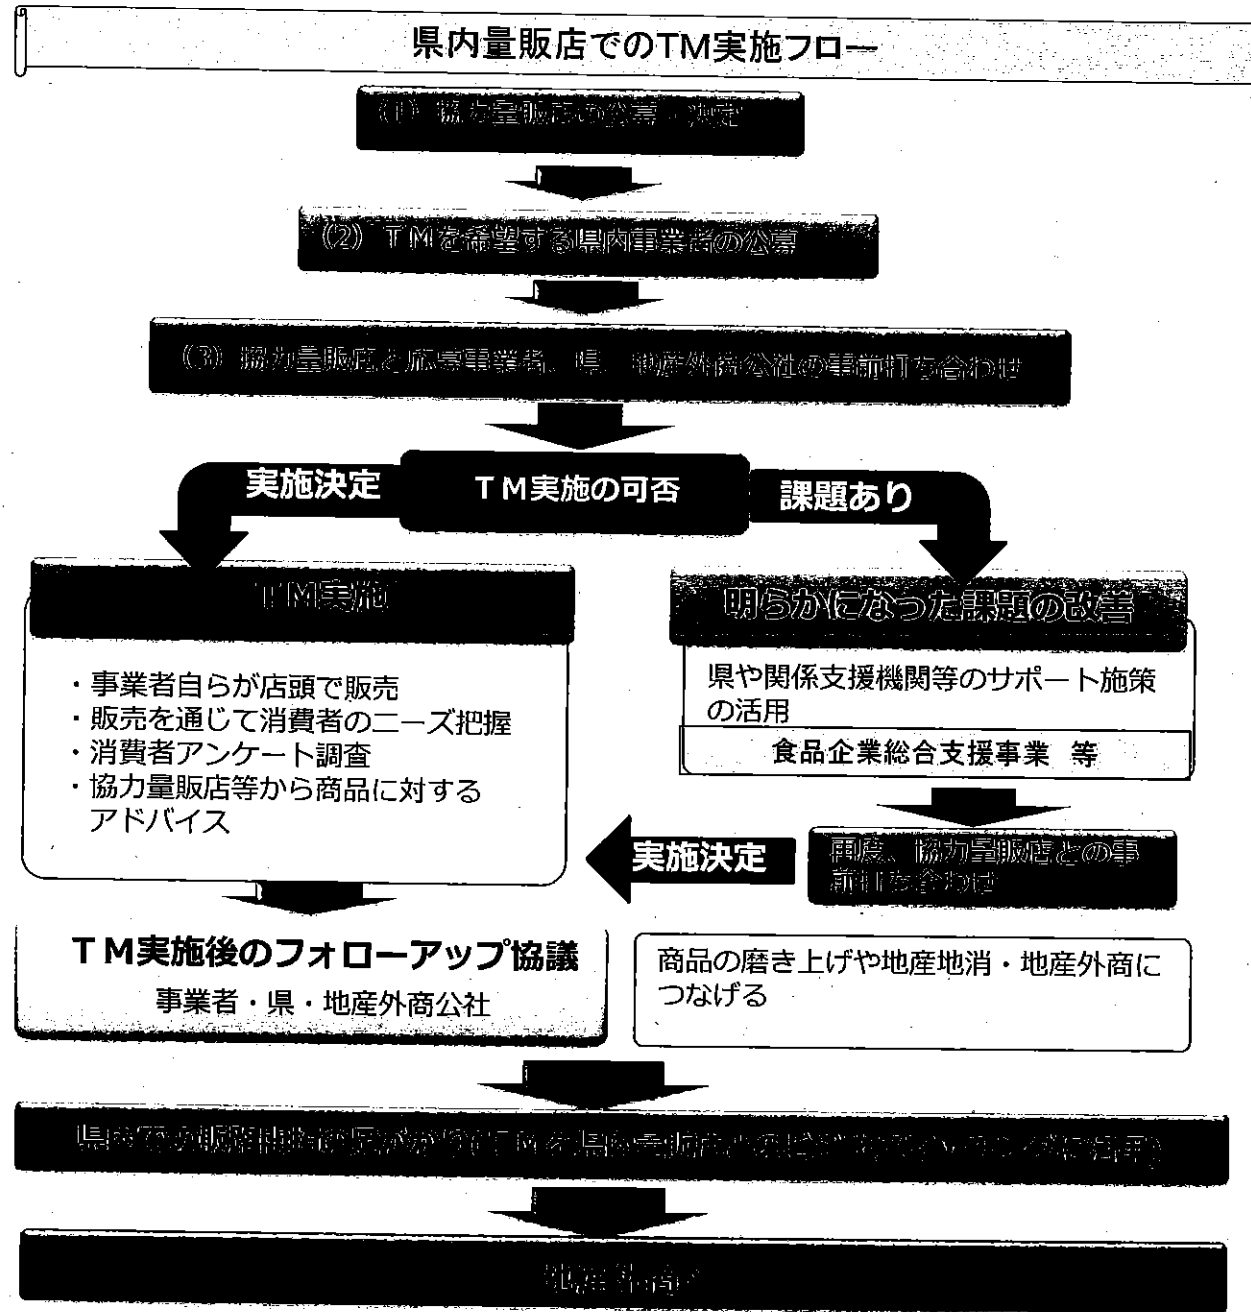 県内量販店でのTM実施フロー
(1) 協力量販店の公募・決定
(2) TMを希望する県内事業者の公募
(3) 協力量販店と応募事業者、県、地産外商公社の事前打ち合わせ
実施決定
TM実施の可否
課題あり
TM実施
・事業者自らが店頭で販売
・販売を通じて消費者のニーズ把握
・消費者アンケート調査
・協力量販店等から商品に対する
アドバイス
明らかになった課題の改善
県や関係支援機関等のサポート施策
の活用
食品企業総合支援事業 等
再度、協力量販店との事
前打ち合わせ
実施決定
TM実施後のフォローアップ協議
事業者・県・地産外商公社
商品の磨き上げや地産地消・地産外商に
つなげる
地産外商へ